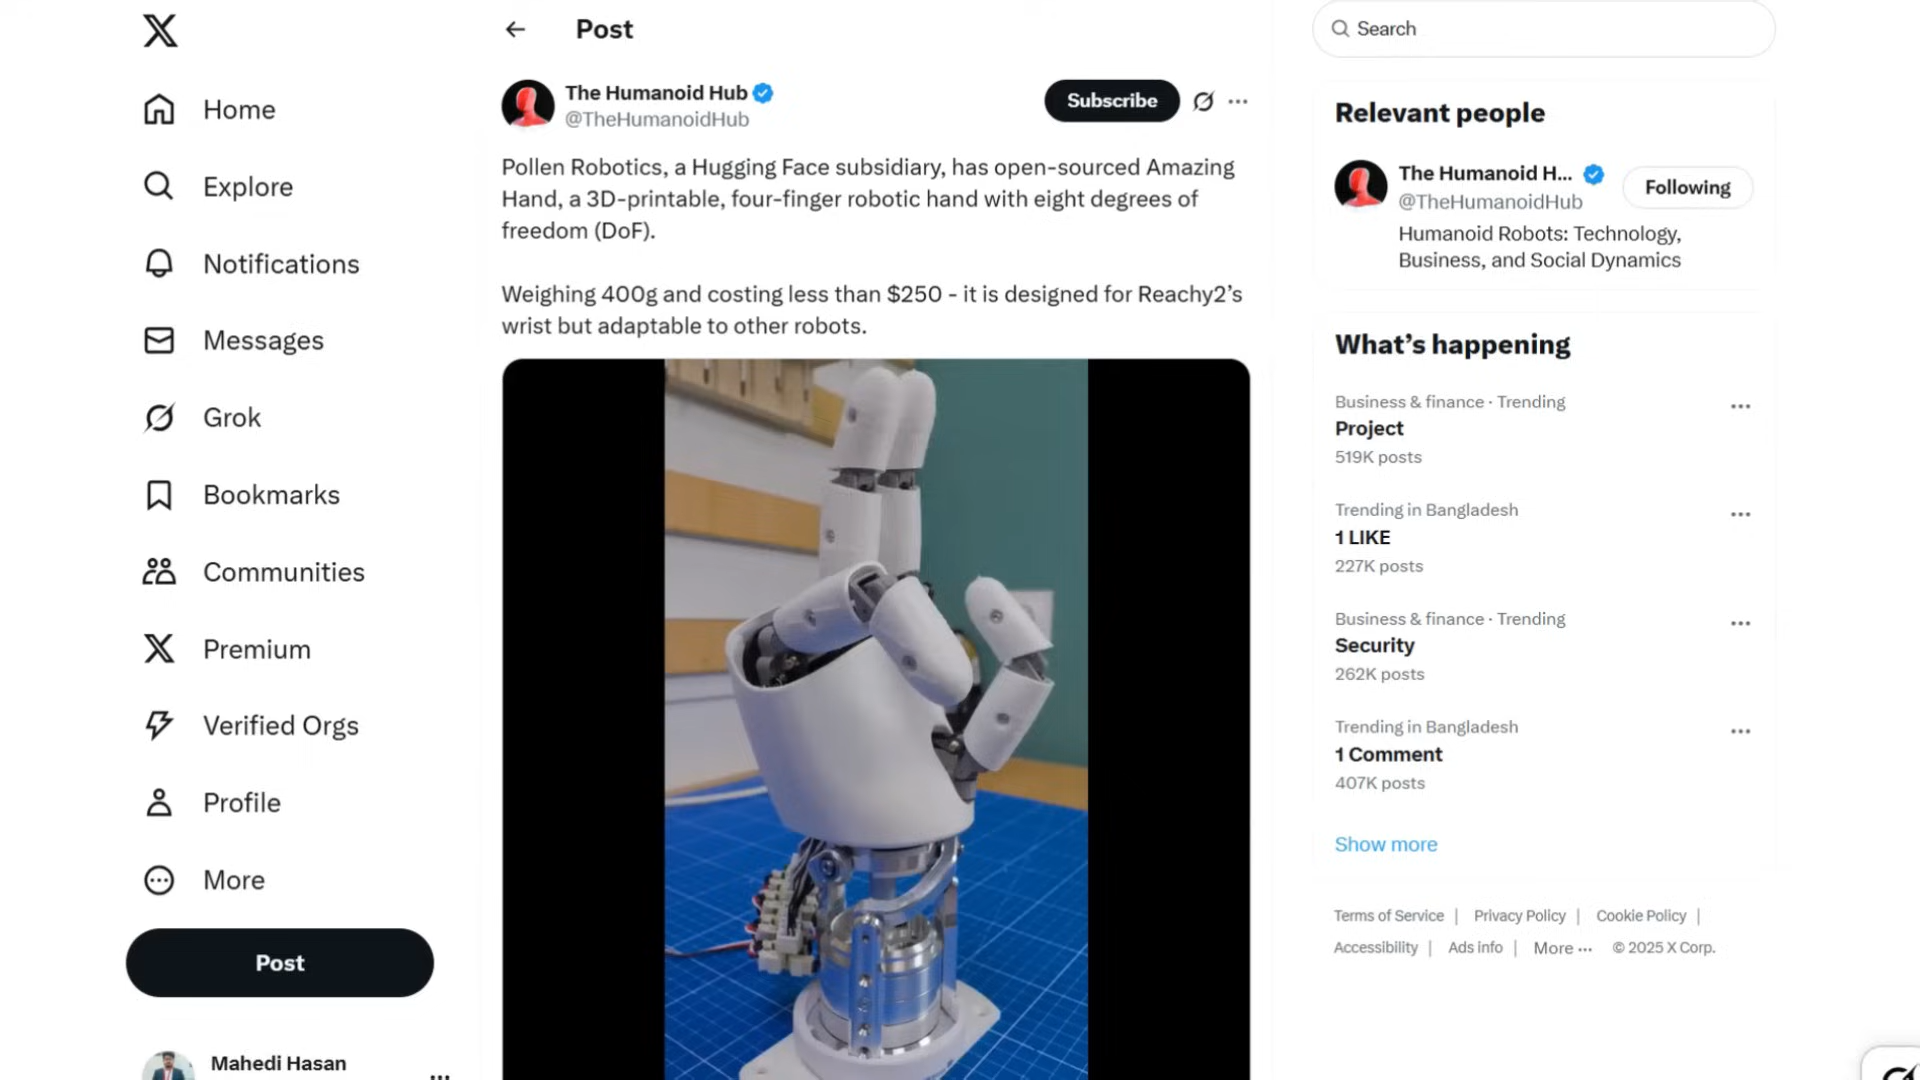 Home
Explore
Notifications
Messages
Grok
Bookmarks
Communities
Premium
Verified Orgs
Profile
More
Post
Mahedi Hasan
Post
The Humanoid Hub
@TheHumanoidHub
Subscribe
Pollen Robotics, a Hugging Face subsidiary, has open-sourced Amazing
Hand, a 3D-printable, four-finger robotic hand with eight degrees of
freedom (DoF).
Weighing 400g and costing less than $250 - it is designed for Reachy2’s
wrist but adaptable to other robots.
Search
Relevant people
The Humanoid H...
@TheHumanoidHub
Following
Humanoid Robots: Technology,
Business, and Social Dynamics
What’s happening
Business & finance · Trending
Project
519K posts
Trending in Bangladesh
1 LIKE
227K posts
Business & finance · Trending
Security
262K posts
Trending in Bangladesh
1 Comment
407K posts
Show more
Terms of Service | Privacy Policy | Cookie Policy |
Accessibility | Ads info | More ··· © 2025 X Corp.